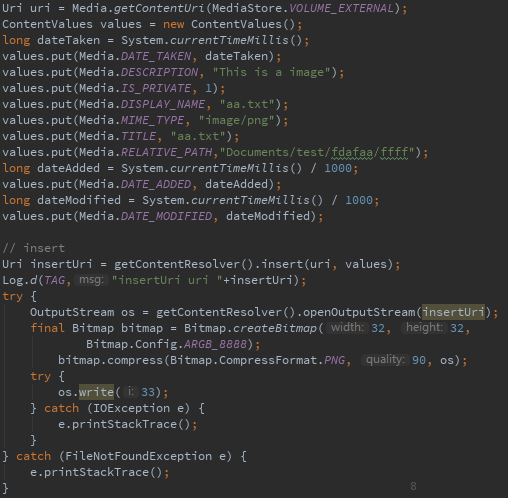 Uri uri = Media.getContentUri(MediaStore.VOLUME_EXTERNAL);
ContentValues values = new ContentValues();
long dateTaken = System.currentTimeMillis();
values.put(Media.DATE_TAKEN, dateTaken);
values.put(Media.DESCRIPTION, "This is a image");
values.put(Media.IS_PRIVATE, 1);
values.put(Media.DISPLAY_NAME, "aa.txt");
values.put(Media.MIME_TYPE, "image/png");
values.put(Media.TITLE, "aa.txt");
values.put(Media.RELATIVE_PATH,"Documents/test/fdafaa/ffff");
long dateAdded = System.currentTimeMillis() / 1000;
values.put(Media.DATE_ADDED, dateAdded);
long dateModified = System.currentTimeMillis() / 1000;
values.put(Media.DATE_MODIFIED, dateModified);
// insert
Uri insertUri = getContentResolver().insert(uri, values);
Log.d(TAG, msg: "insertUri uri "+insertUri);
try {
OutputStream os = getContentResolver().openOutputStream(insertUri);
final Bitmap bitmap = Bitmap.createBitmap( width: 32, height: 32,
Bitmap.Config.ARGB_8888);
bitmap.compress(Bitmap.CompressFormat.PNG, quality: 90, os);
try {
os.write( i: 33);
} catch (IOException e) {
e.printStackTrace();
}
} catch (FileNotFoundException e) {
e.printStackTrace();
}
8